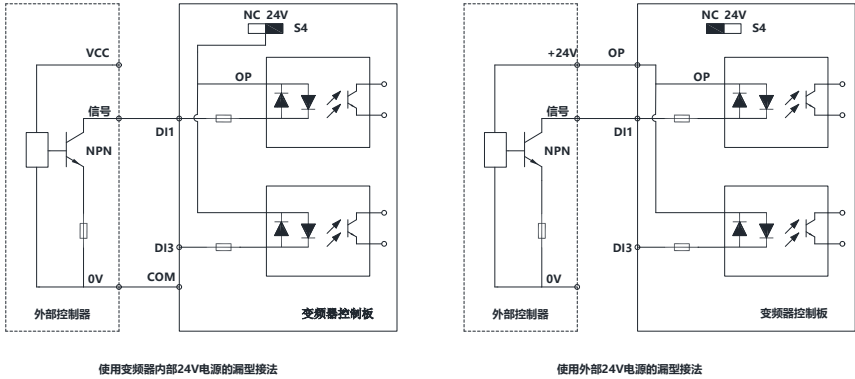 NC 24V
S4
VCC
OP
信号
DI1
NPN
DI3
0V
COM
外部控制器
变频器控制板
使用变频器内部24V电源的漏型接法
NC 24V
S4
+24V
OP
OP
信号
DI1
NPN
DI3
0V
外部控制器
变频器控制板
使用外部24V电源的漏型接法